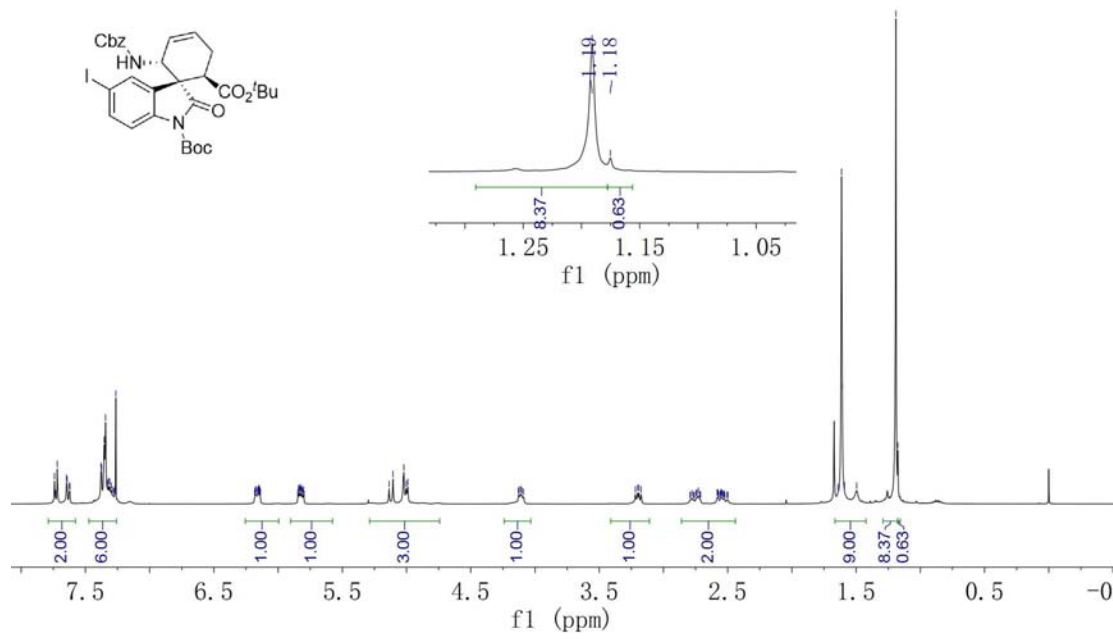 Cbz
HN
I
CO₂ᵗBu
O
N
Boc
1.19
1.18
8.37
0.63
1.25 1.15 1.05
f1 (ppm)
2.00 6.00 1.00 1.00 3.00 1.00 1.00 2.00 9.00 8.37 0.63
7.5 6.5 5.5 4.5 3.5 2.5 1.5 0.5 -0
f1 (ppm)